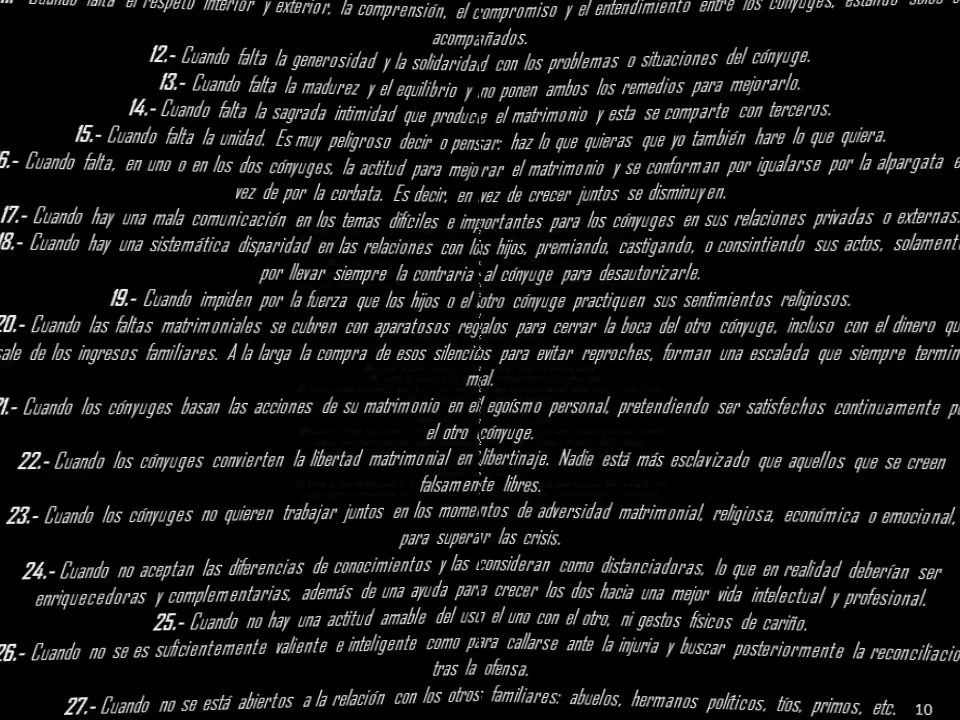 Cuando falta el respeto interior y exterior, la comprensión, el compromiso y el entendimiento entre los cónyuges, estando solos
acompañados.
12.- Cuando falta la generosidad y la solidaridad con los problemas o situaciones del cónyuge.
13.- Cuando falta la madurez y el equilibrio y no ponen ambos los remedios para mejorarlo.
14.- Cuando falta la sagrada intimidad que produce el matrimonio y esta se comparte con terceros.
15.- Cuando falta la unidad. Es muy peligroso decir o pensar: haz lo que quieras que yo también hare lo que quiera.
6.- Cuando falta, en uno o en los dos cónyuges, la actitud para mejorar el matrimonio y se conforman por igualarse por la alpargata e
vez de por la corbata. Es decir, en vez de crecer juntos se disminuyen.
17.- Cuando hay una mala comunicación en los temas difíciles e importantes para los cónyuges en sus relaciones privadas o externas.
18.- Cuando hay una sistemática disparidad en las relaciones con los hijos, premiando, castigando, o consintiendo sus actos, solament
por llevar siempre la contraria al cónyuge para desautorizarle.
19.- Cuando impiden por la fuerza que los hijos o el otro cónyuge practiquen sus sentimientos religiosos.
20.- Cuando las faltas matrimoniales se cubren con aparatosos regalos para cerrar la boca del otro cónyuge, incluso con el dinero qu
sale de los ingresos familiares. A la larga la compra de esos silencios para evitar reproches, forman una escalada que siempre termin
mal.
21.- Cuando los cónyuges basan las acciones de su matrimonio en el egoísmo personal, pretendiendo ser satisfechos continuamente p
el otro cónyuge.
22.- Cuando los cónyuges convierten la libertad matrimonial en libertinaje. Nadie está más esclavizado que aquellos que se creen
falsamente libres.
23.- Cuando los cónyuges no quieren trabajar juntos en los momentos de adversidad matrimonial, religiosa, económica o emocional,
para superar las crisis.
24.- Cuando no aceptan las diferencias de conocimientos y las consideran como distanciadoras, lo que en realidad deberían ser
enriquecedoras y complementarias, además de una ayuda para crecer los dos hacia una mejor vida intelectual y profesional.
25.- Cuando no hay una actitud amable del uso el uno con el otro, ni gestos físicos de cariño.
26.- Cuando no se es suficientemente valiente e inteligente como para callarse ante la injuria y buscar posteriormente la reconciliació
tras la ofensa.
27.- Cuando no se está abiertos a la relación con los otros familiares: abuelos, hermanos políticos, tíos, primos, etc. 10